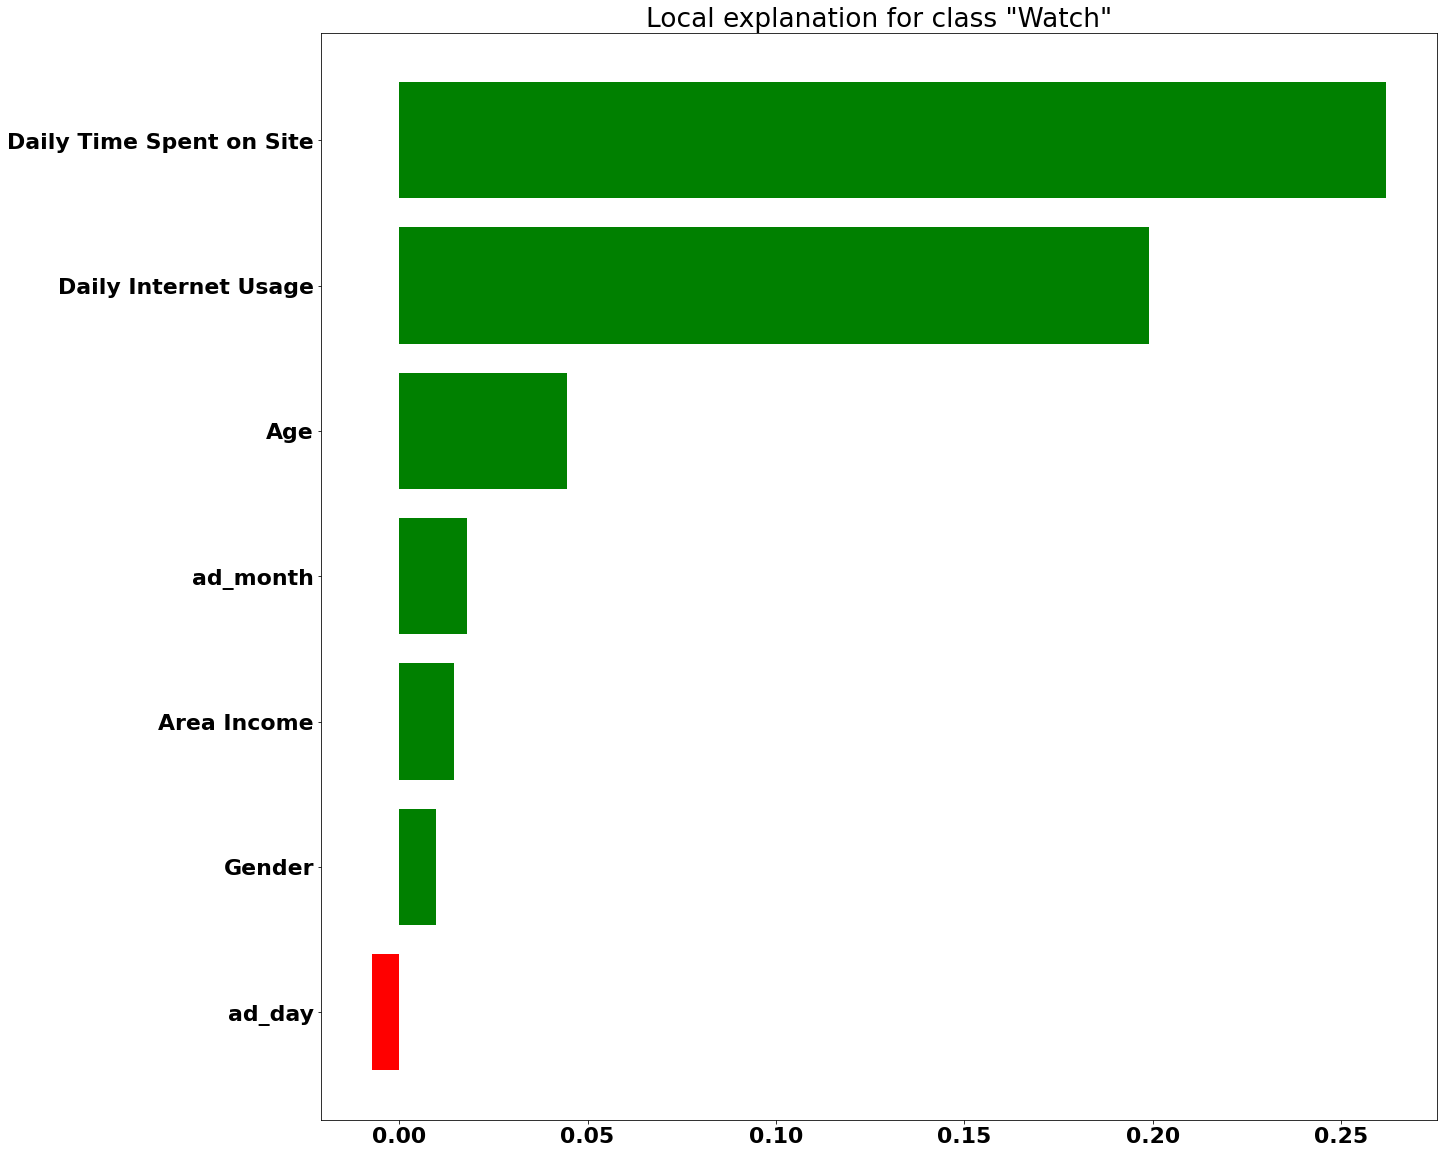 Local explanation for class "Watch"
Daily Time Spent on Site
Daily Internet Usage
Age
ad_month
Area Income
Gender
ad_day
0.00 0.05 0.10 0.15 0.20 0.25